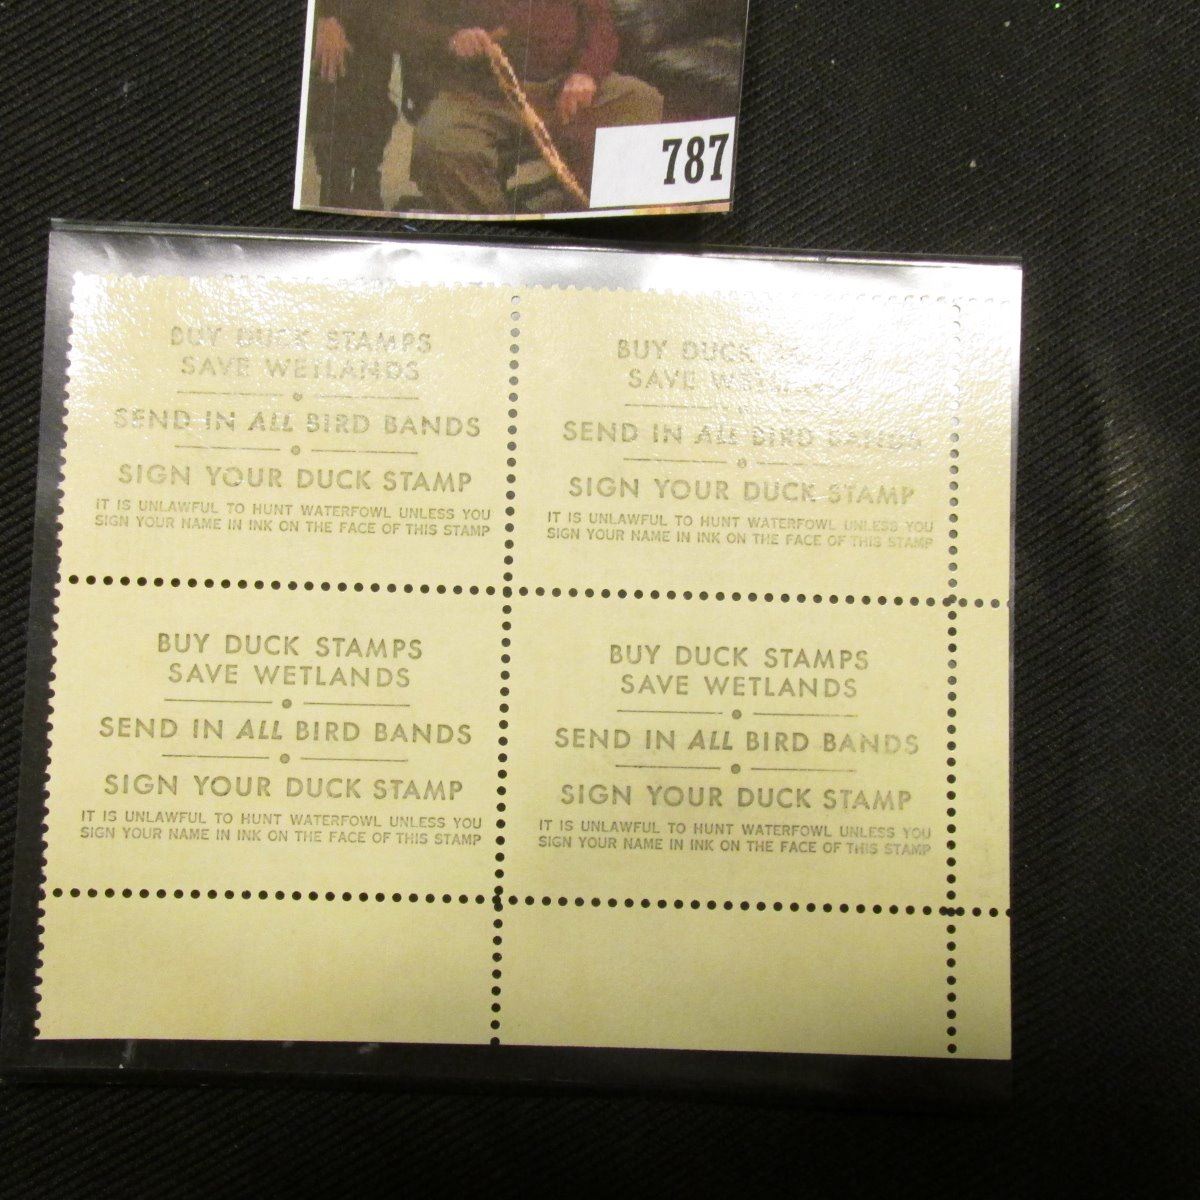 787
BUY DUCK STAMPS
SAVE WETLANDS
SEND IN ALL BIRD BANDS
SIGN YOUR DUCK STAMP
IT IS UNLAWFUL TO HUNT WATERFOWL UNLESS YOU
SIGN YOUR NAME IN INK ON THE FACE OF THIS STAMP
BUY DUCK
SAVE WETLANDS
SEND IN ALL BIRD BANDS
SIGN YOUR DUCK STAMP
IT IS UNLAWFUL TO HUNT WATERFOWL UNLESS YOU
SIGN YOUR NAME IN INK ON THE FACE OF THIS STAMP
BUY DUCK STAMPS
SAVE WETLANDS
SEND IN ALL BIRD BANDS
SIGN YOUR DUCK STAMP
IT IS UNLAWFUL TO HUNT WATERFOWL UNLESS YOU
SIGN YOUR NAME IN INK ON THE FACE OF THIS STAMP
BUY DUCK STAMPS
SAVE WETLANDS
SEND IN ALL BIRD BANDS
SIGN YOUR DUCK STAMP
IT IS UNLAWFUL TO HUNT WATERFOWL UNLESS YOU
SIGN YOUR NAME IN INK ON THE FACE OF THIS STAMP